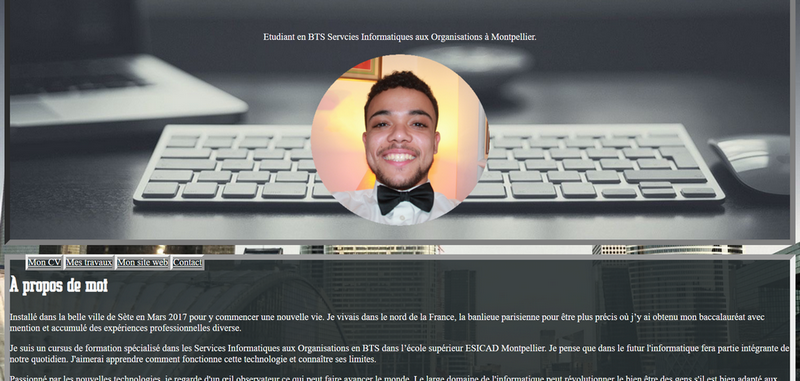 Etudiant en BTS Servcies Informatiques aux Organisations à Montpellier.
Mon CV Mes travaux Mon site web Contact
À propos de moi
Installé dans la belle ville de Sète en Mars 2017 pour y commencer une nouvelle vie. Je vivais dans le nord de la France, la banlieue parisienne pour être plus précis où j'y ai obtenu mon baccalauréat avec
mention et accumulé des expériences professionnelles diverse.
Je suis un cursus de formation spécialisé dans les Services Informatiques aux Organisations en BTS dans l'école supérieur ESICAD Montpellier. Je pense que dans le futur l'informatique fera partie intégrante de
notre quotidien. J'aimerai apprendre comment fonctionne cette technologie et connaître ses limites.
Passionné par les nouvelles technologies, je regarde d'un œil observateur ce qui peut faire avancer le monde. Le large domaine de l'informatique peut révolutionner le bien être des gens s'il est bien adapté aux